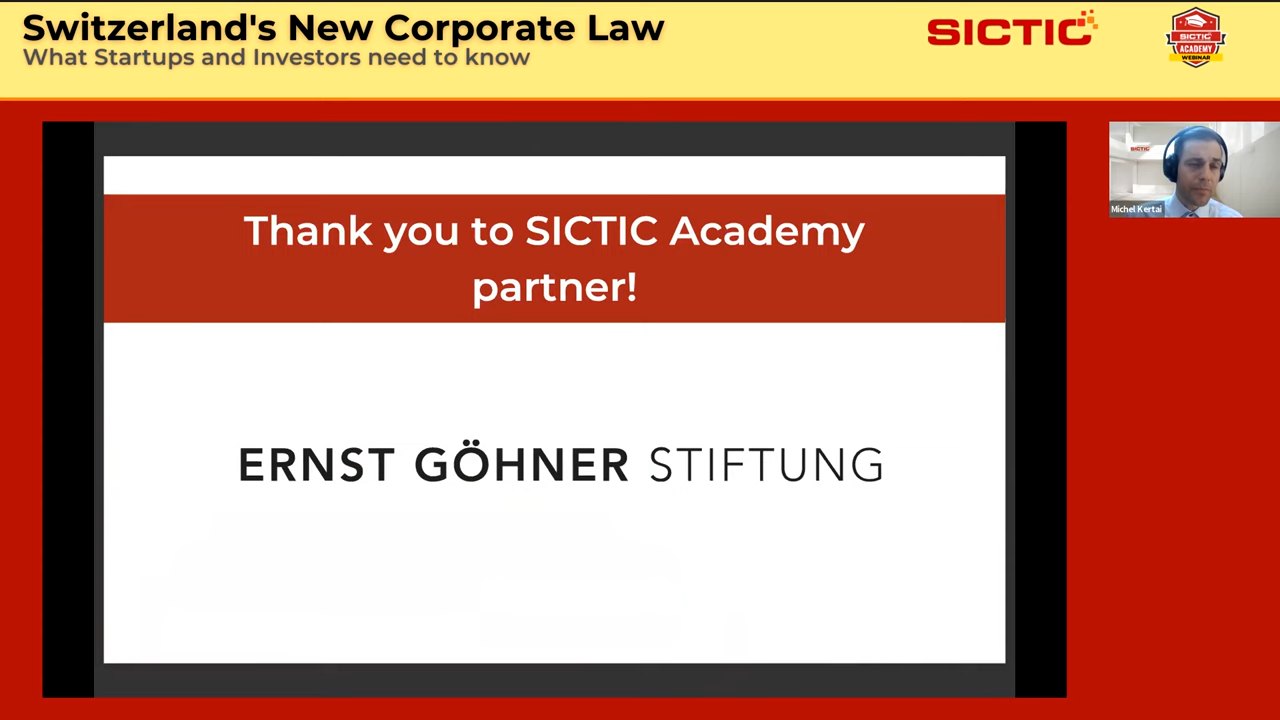 Switzerland's New Corporate Law
What Startups and Investors need to know
SICTIC
SICTIC
ACADEMY
WEBINAR
SICTIC
Michel Kertai
Thank you to SICTIC Academy
partner!
ERNST GÖHNER STIFTUNG